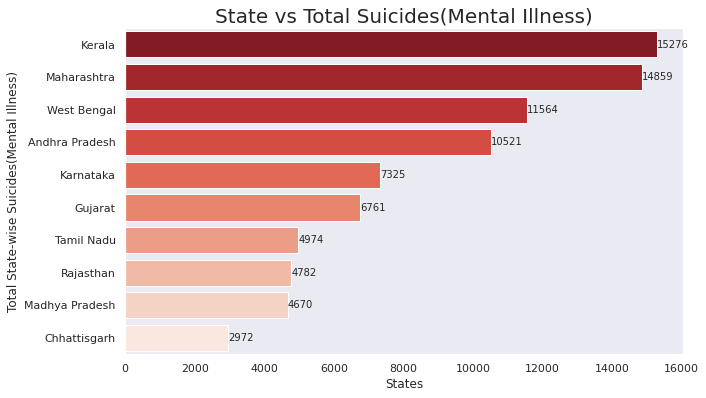 State vs Total Suicides(Mental Illness)
Total State-wise Suicides(Mental Illness)
Kerala 15276
Maharashtra 14859
West Bengal 11564
Andhra Pradesh 10521
Karnataka 7325
Gujarat 6761
Tamil Nadu 4974
Rajasthan 4782
Madhya Pradesh 4670
Chhattisgarh 2972
0 2000 4000 6000 8000 10000 12000 14000 16000
States